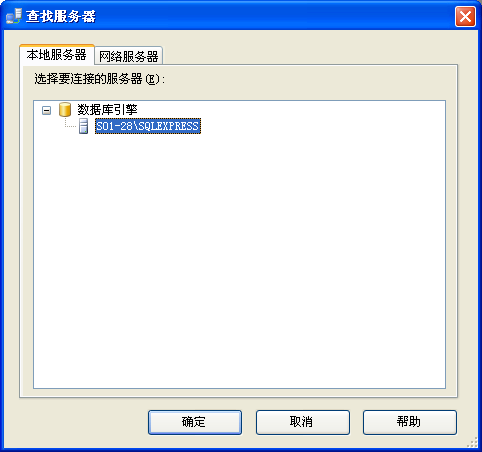 查找服务器
本地服务器 网络服务器
选择要连接的服务器(E):
数据库引擎
S01-28\SQLEXPRESS
确定 取消 帮助